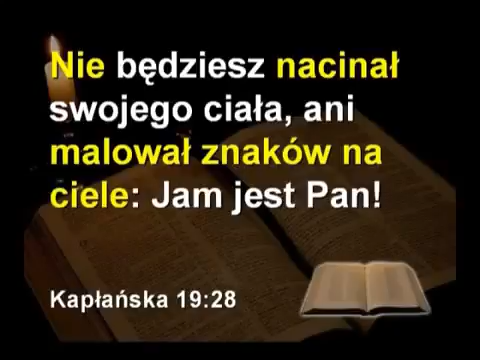 Nie będziesz nacinał
swojego ciała, ani
malował znaków na
ciele: Jam jest Pan!
Kapłańska 19:28